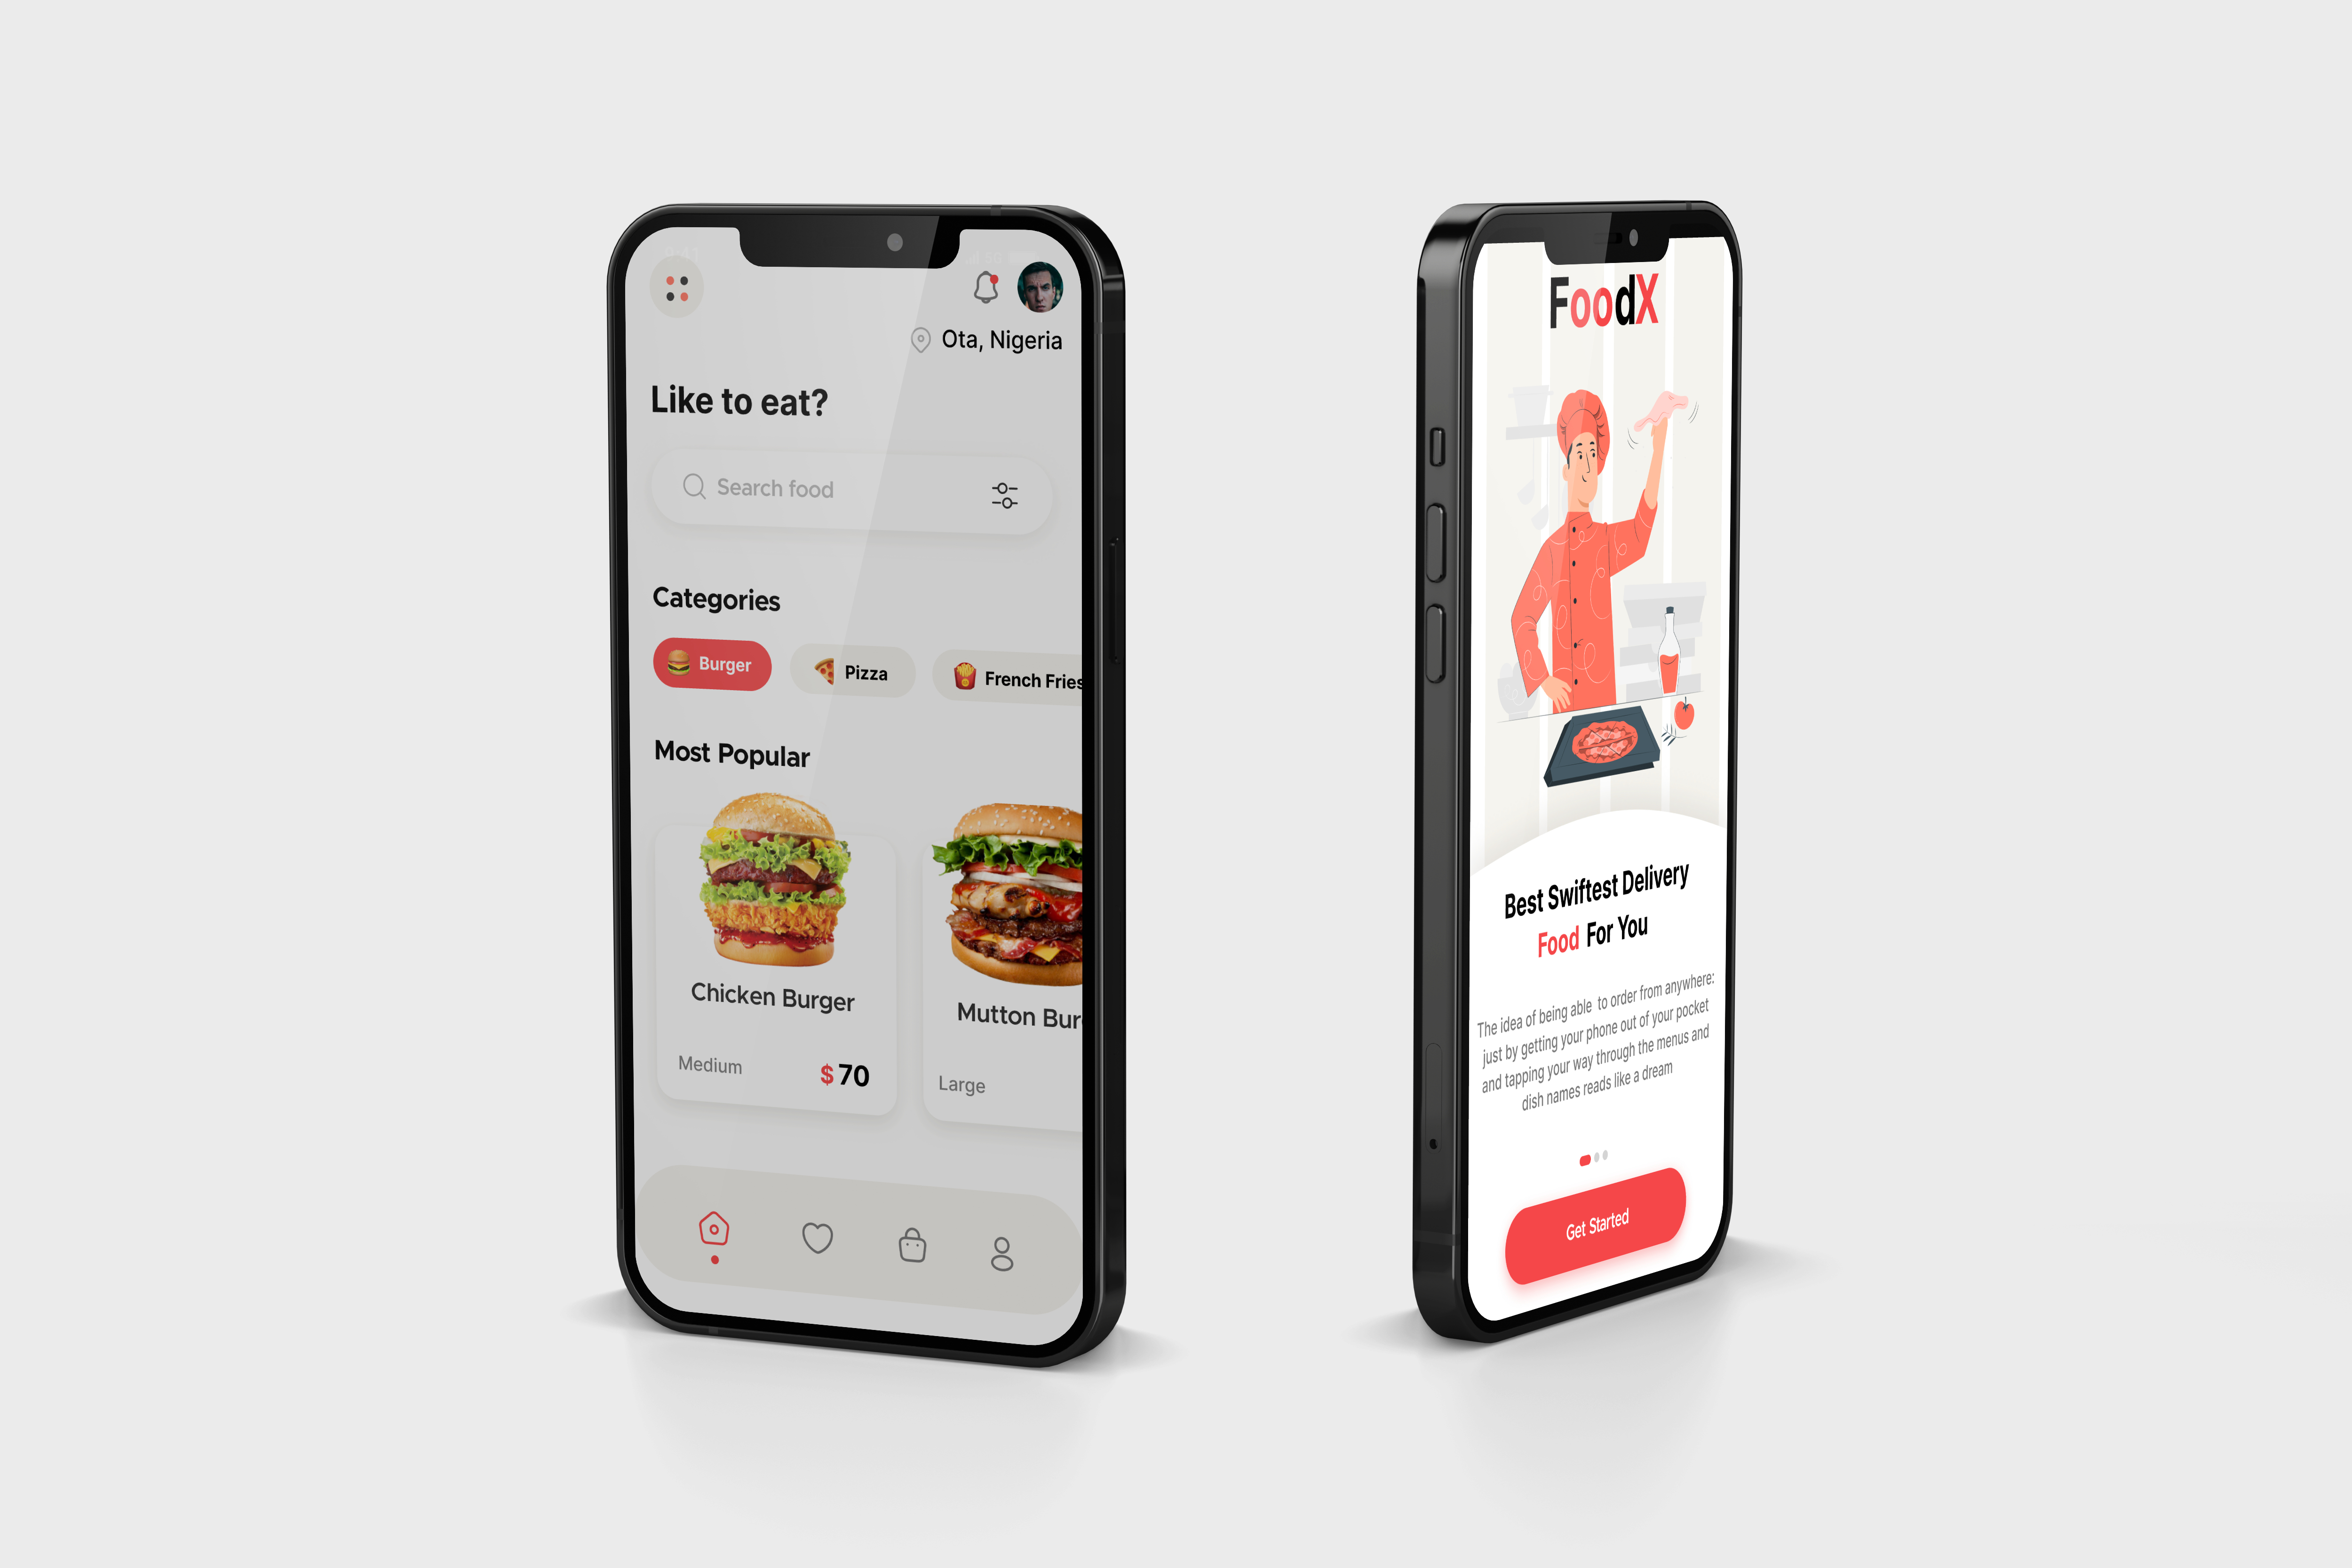 Ota, Nigeria
Like to eat?
Search food
Categories
Burger
Pizza
French Fries
Most Popular
Chicken Burger
Medium
$ 70
Mutton Bur
Large
FoodX
Best Swiftest Delivery
Food For You
The idea of being able to order from anywhere:
just by getting your phone out of your pocket
and tapping your way through the menus and
dish names reads like a dream
Get Started